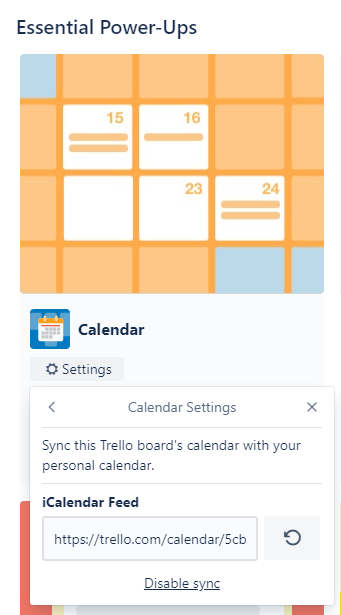 Essential Power-Ups
15 16
23 24
Calendar
Settings
Calendar Settings
Sync this Trello board's calendar with your
personal calendar.
iCalendar Feed
https://trello.com/calendar/5cb
Disable sync